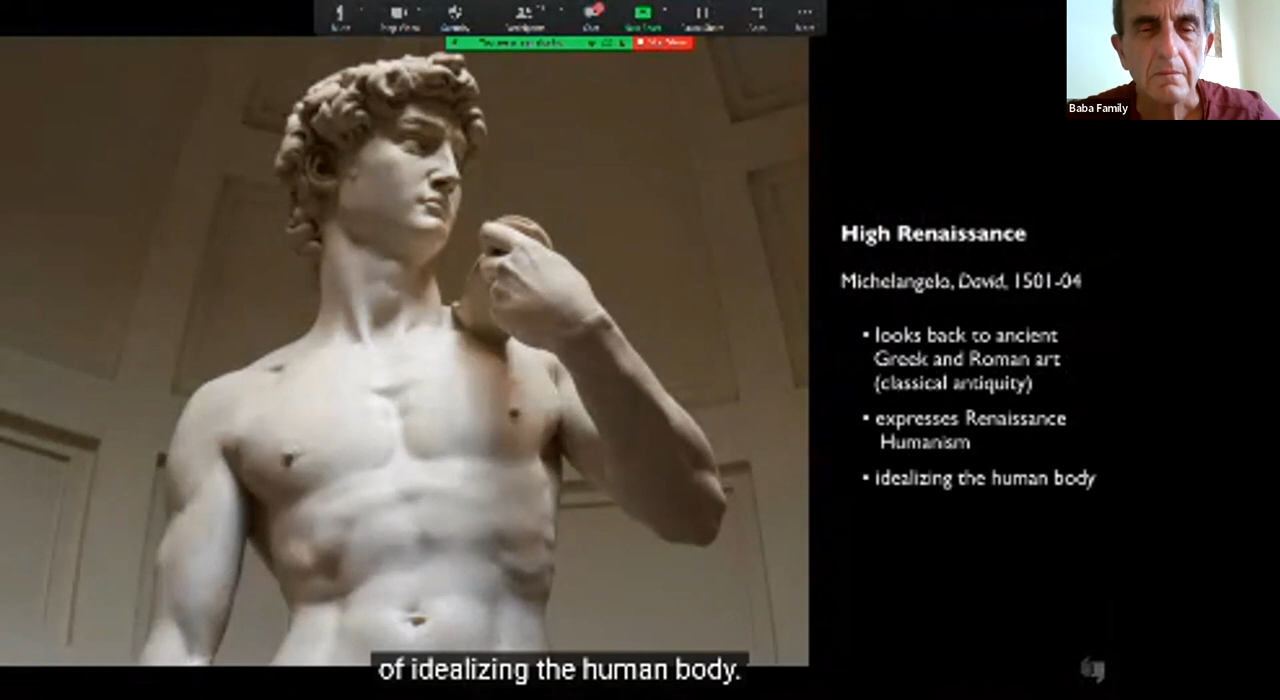 Baba Family
High Renaissance
Michelangelo, David, 1501-04
▪ looks back to ancient
Greek and Roman art
(classical antiquity)
▪ expresses Renaissance
Humanism
▪ idealizing the human body
of idealizing the human body.